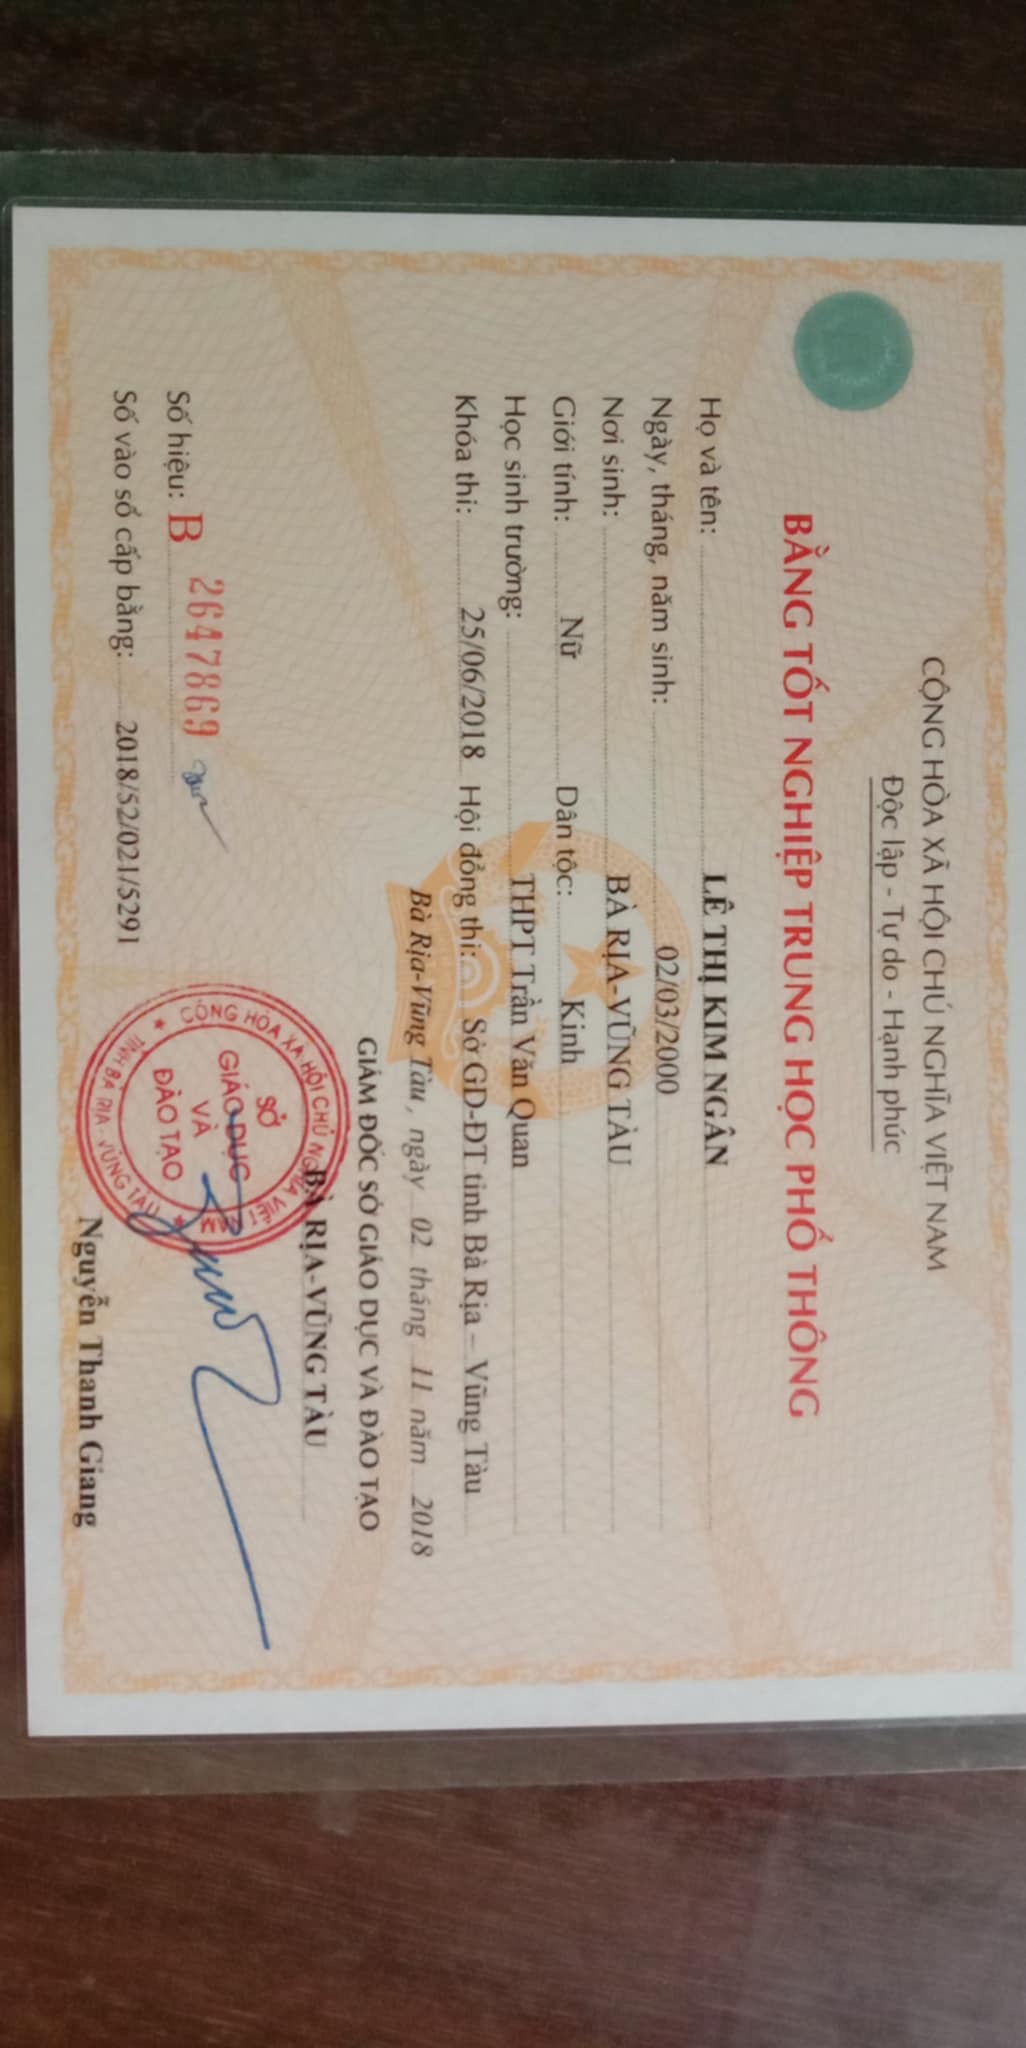 CỘNG HÒA XÃ HỘI CHỦ NGHĨA VIỆT NAM
Độc lập - Tự do - Hạnh phúc
BẰNG TỐT NGHIỆP TRUNG HỌC PHỔ THÔNG
Họ và tên: LÊ THỊ KIM NGÂN
Ngày, tháng, năm sinh: 02/03/2000
Nơi sinh: BÀ RỊA-VŨNG TÀU
Giới tính: Nữ Dân tộc: Kinh
Học sinh trường: THPT Trần Văn Quan
Khóa thi: 25/06/2018 Hội đồng thi: Sở GD-ĐT tỉnh Bà Rịa – Vũng Tàu
Bà Rịa-Vũng Tàu, ngày 02 tháng 11 năm 2018
GIÁM ĐỐC SỞ GIÁO DỤC VÀ ĐÀO TẠO
BÀ RỊA-VŨNG TÀU
CỘNG HÒA XÃ HỘI CHỦ NGHĨA VIỆT NAM
SỞ
GIÁO DỤC
VÀ
ĐÀO TẠO
TỈNH BÀ RỊA - VŨNG TÀU
Số hiệu: B 2647869
Số vào sổ cấp bằng: 2018/52/021/5291
Nguyễn Thanh Giang